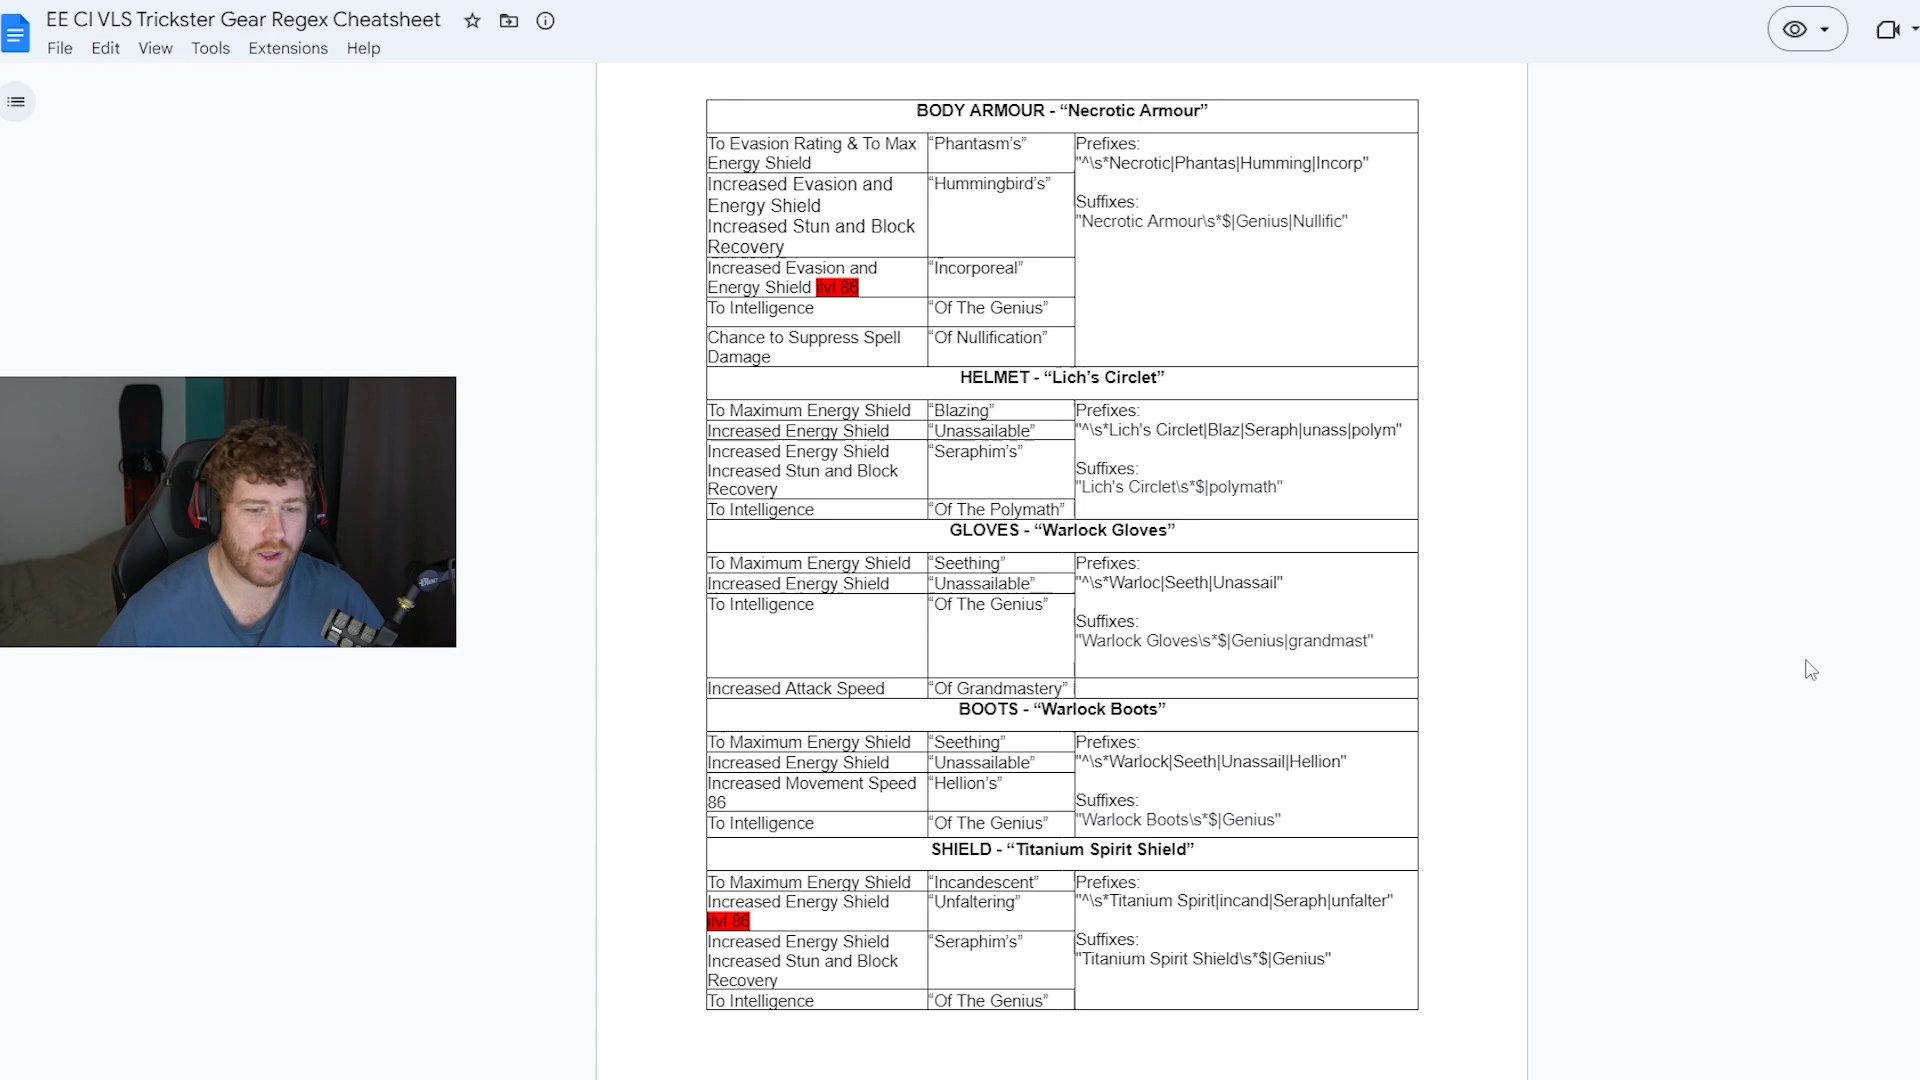 EE CI VLS Trickster Gear Regex Cheatsheet
File Edit View Tools Extensions Help
BODY ARMOUR - “Necrotic Armour”
To Evasion Rating & To Max
Energy Shield
“Phantasm’s”
Prefixes:
"^\s*Necrotic|Phantas|Humming|Incorp"
Suffixes:
"Necrotic Armour\s*$|Genius|Nullific"
Increased Evasion and
Energy Shield
Increased Stun and Block
Recovery
“Hummingbird’s”
Increased Evasion and
Energy Shield ilvl 86
“Incorporeal”
To Intelligence
“Of The Genius”
Chance to Suppress Spell
Damage
“Of Nullification”
HELMET - “Lich’s Circlet”
To Maximum Energy Shield
“Blazing”
Prefixes:
"^\s*Lich's Circlet|Blaz|Seraph|unass|polym"
Suffixes:
"Lich's Circlet\s*$|polymath"
Increased Energy Shield
“Unassailable”
Increased Energy Shield
Increased Stun and Block
Recovery
“Seraphim’s”
To Intelligence
“Of The Polymath”
GLOVES - “Warlock Gloves”
To Maximum Energy Shield
“Seething”
Prefixes:
"^\s*Warloc|Seeth|Unassail"
Suffixes:
"Warlock Gloves\s*$|Genius|grandmast"
Increased Energy Shield
“Unassailable”
To Intelligence
“Of The Genius”
Increased Attack Speed
“Of Grandmastery”
BOOTS - “Warlock Boots”
To Maximum Energy Shield
“Seething”
Prefixes:
"^\s*Warlock|Seeth|Unassail|Hellion"
Suffixes:
"Warlock Boots\s*$|Genius"
Increased Energy Shield
“Unassailable”
Increased Movement Speed
86
“Hellion’s”
To Intelligence
“Of The Genius”
SHIELD - “Titanium Spirit Shield”
To Maximum Energy Shield
“Incandescent”
Prefixes:
"^\s*Titanium Spirit|incand|Seraph|unfalter"
Suffixes:
"Titanium Spirit Shield\s*$|Genius"
Increased Energy Shield
ilvl 86
“Unfaltering”
Increased Energy Shield
Increased Stun and Block
Recovery
“Seraphim’s”
To Intelligence
“Of The Genius”